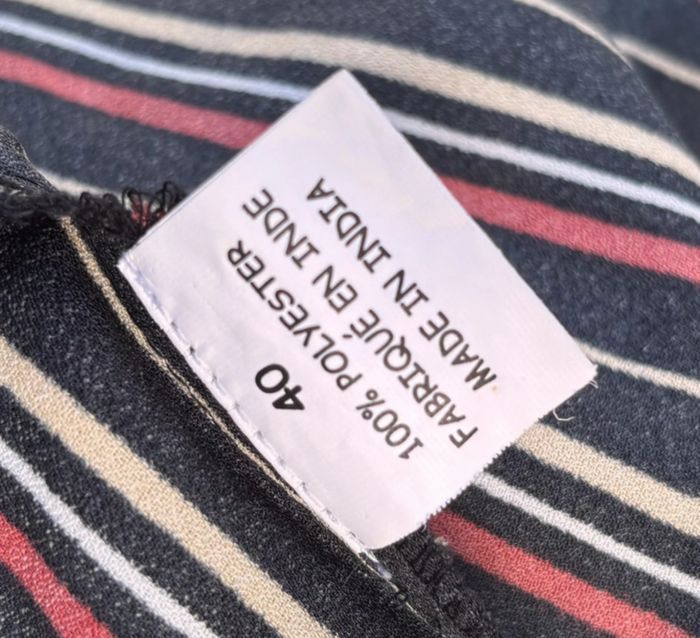 40
100% POLYESTER
FABRIQUÉ EN INDE
MADE IN INDIA